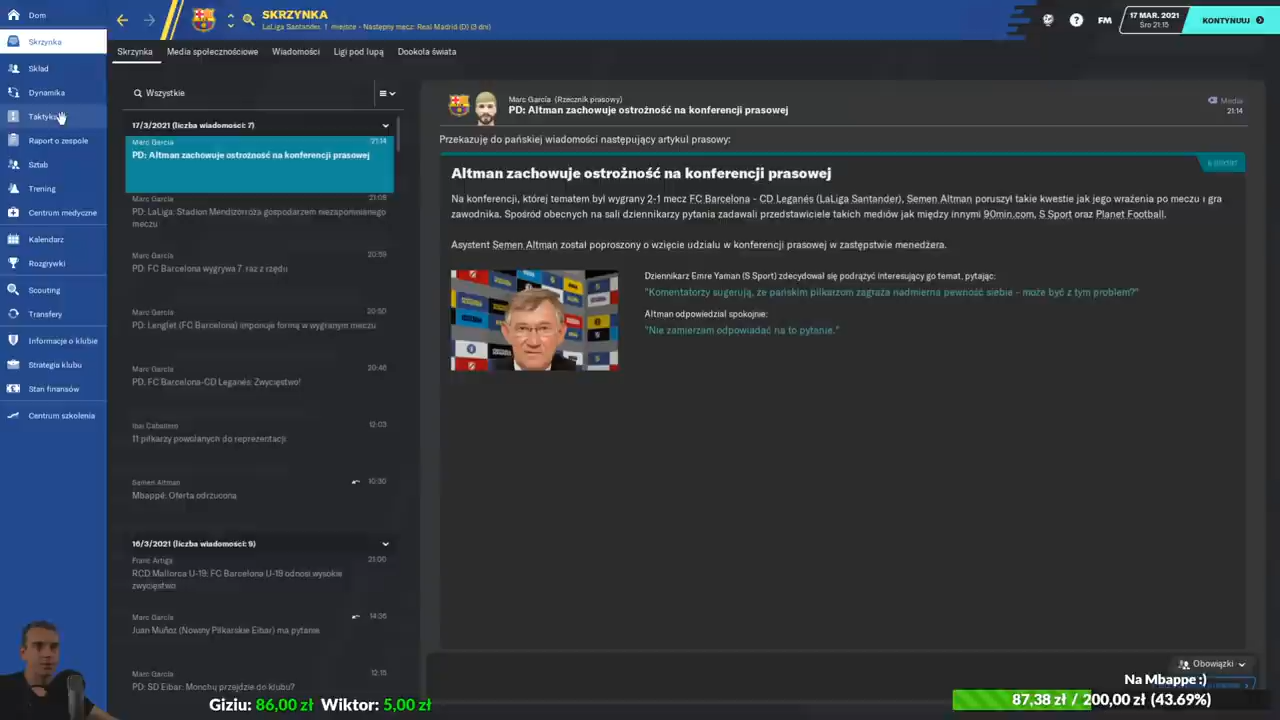 Dom
Skrzynka
Skład
Dynamika
Taktyka
Raport o zespole
Sztab
Trening
Centrum medyczne
Kalendarz
Rozgrywki
Scouting
Transfery
Informacje o klubie
Strategia klubu
Stan finansów
Centrum szkolenia
SKRZYNKA
LaLiga Santander: 1. miejsce - Następny mecz: Real Madrid (D) (3 dni)
FM
17 MAR. 2021
Śro 21:15
KONTYNUUJ
Skrzynka Media społecznościowe Wiadomości Ligi pod lupą Dookoła świata
Wszystkie
17/3/2021 (liczba wiadomości: 7)
Marc García 21:14
PD: Altman zachowuje ostrożność na konferencji prasowej
Marc García 21:08
PD: LaLiga: Stadion Mendizorroza gospodarzem niezapomnianego
meczu
Marc García 20:59
PD: FC Barcelona wygrywa 7. raz z rzędu
Marc García 20:50
PD: Lenglet (FC Barcelona) imponuje formą w wygranym meczu
Marc García 20:46
PD: FC Barcelona-CD Leganés: Zwycięstwo!
Caballero 12:03
11 piłkarzy powołanych do reprezentacji
Semen Altman 10:30
Mbappé: Oferta odrzucona
16/3/2021 (liczba wiadomości: 9)
Franc Artiga 21:00
RCD Mallorca U-19: FC Barcelona U-19 odnosi wysokie
zwycięstwo
Marc García 14:36
Juan Muñoz (Nowiny Piłkarskie Eibar) ma pytanie
Marc García 12:15
PD: SD Eibar: Monchu przejdzie do klubu?
Marc García (Rzecznik prasowy)
PD: Altman zachowuje ostrożność na konferencji prasowej
Media
21:14
Przekazuję do pańskiej wiadomości następujący artykuł prasowy:
Altman zachowuje ostrożność na konferencji prasowej
Na konferencji, której tematem był wygrany 2-1 mecz FC Barcelona - CD Leganés (LaLiga Santander), Semen Altman poruszył takie kwestie jak jego wrażenia po meczu i gra
zawodnika. Spośród obecnych na sali dziennikarzy pytania zadawali przedstawiciele takich mediów jak między innymi 90min.com, S Sport oraz Planet Football.
Asystent Semen Altman został poproszony o wzięcie udziału w konferencji prasowej w zastępstwie menedżera.
Dziennikarz Emre Yaman (S Sport) zdecydował się podrążyć interesujący go temat, pytając:
"Komentatorzy sugerują, że pańskim piłkarzom zagraża nadmierna pewność siebie - może być z tym problem?"
Altman odpowiedział spokojnie:
"Nie zamierzam odpowiadać na to pytanie."
Obowiązki
Na Mbappe :)
87,38 zł / 200,00 zł (43.69%)
Giziu: 86,00 zł Wiktor: 5,00 zł